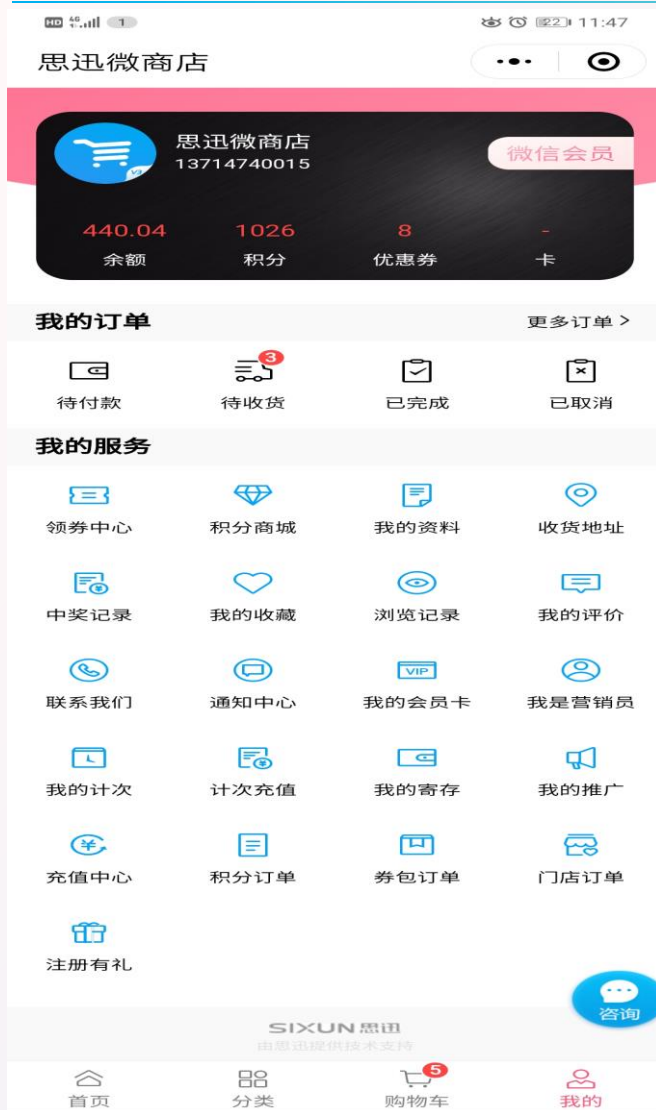 HD 4G 1 22 11:47
思迅微商店
思迅微商店
13714740015
微信会员
440.04 1026 8 -
余额 积分 优惠券 卡
我的订单 更多订单 >
3
待付款 待收货 已完成 已取消
我的服务
领券中心 积分商城 我的资料 收货地址
中奖记录 我的收藏 浏览记录 我的评价
VIP
联系我们 通知中心 我的会员卡 我是营销员
我的计次 计次充值 我的寄存 我的推广
充值中心 积分订单 券包订单 门店订单
注册有礼
咨询
SIXUN思迅
由思迅提供技术支持
5
首页 分类 购物车 我的